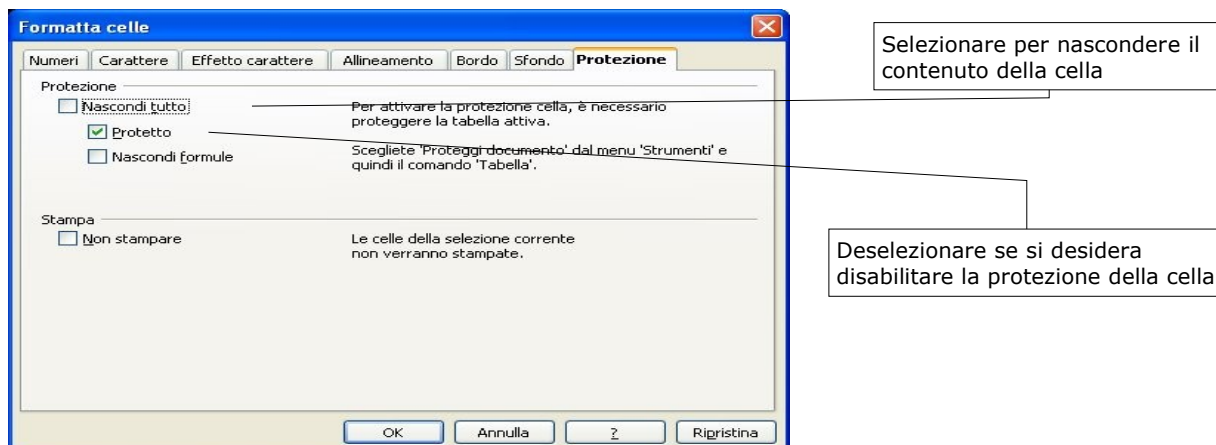 Formatta celle
Numeri Carattere Effetto carattere Allineamento Bordo Sfondo Protezione
Protezione
Nascondi tutto
Protetto
Nascondi formule
Per attivare la protezione cella, è necessario
proteggere la tabella attiva.
Scegliete 'Proteggi documento' dal menu 'Strumenti' e
quindi il comando 'Tabella'.
Stampa
Non stampare
Le celle della selezione corrente
non verranno stampate.
OK Annulla ? Ripristina
Selezionare per nascondere il
contenuto della cella
Deselezionare se si desidera
disabilitare la protezione della cella